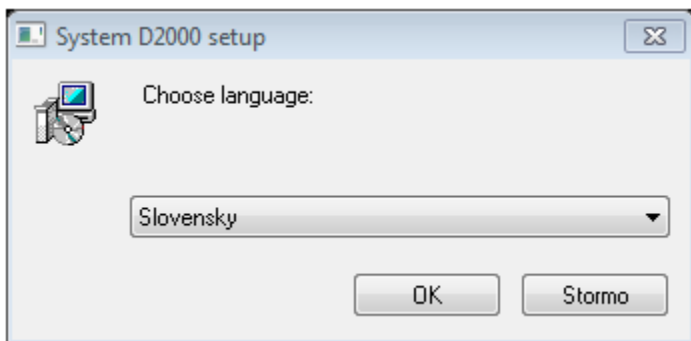 System D2000 setup
Choose language:
Slovensky
OK
Stormo